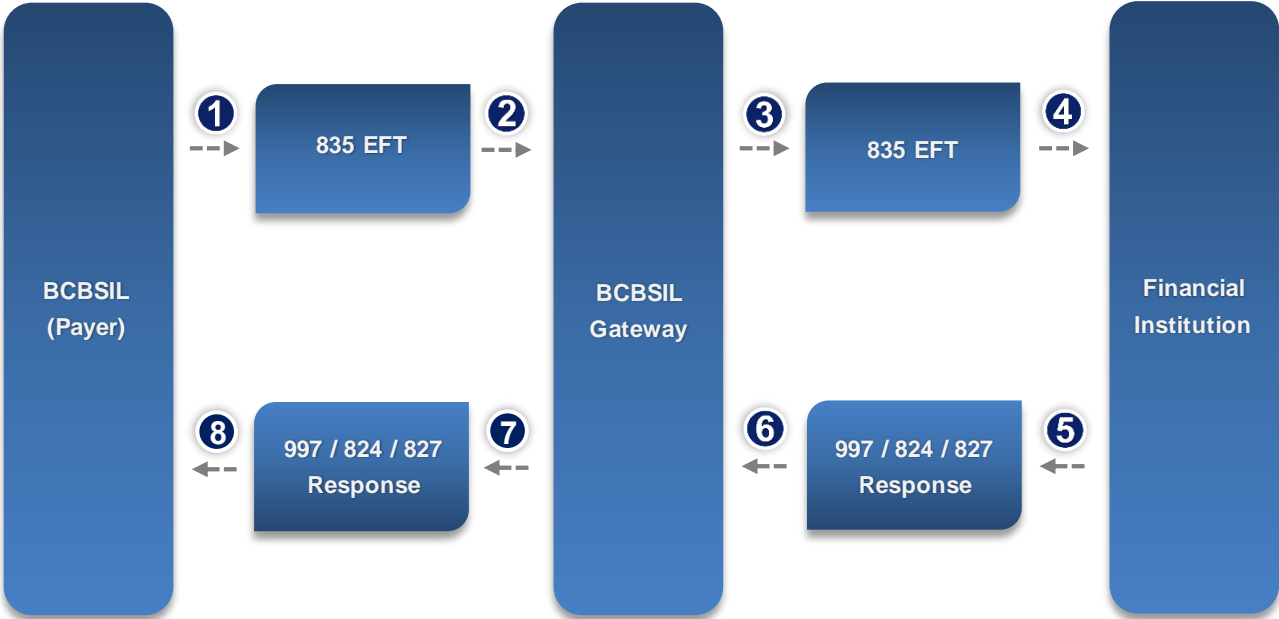 1
2
3
4
835 EFT
835 EFT
BCBSIL
(Payer)
BCBSIL
Gateway
Financial
Institution
8
7
6
5
997 / 824 / 827
Response
997 / 824 / 827
Response